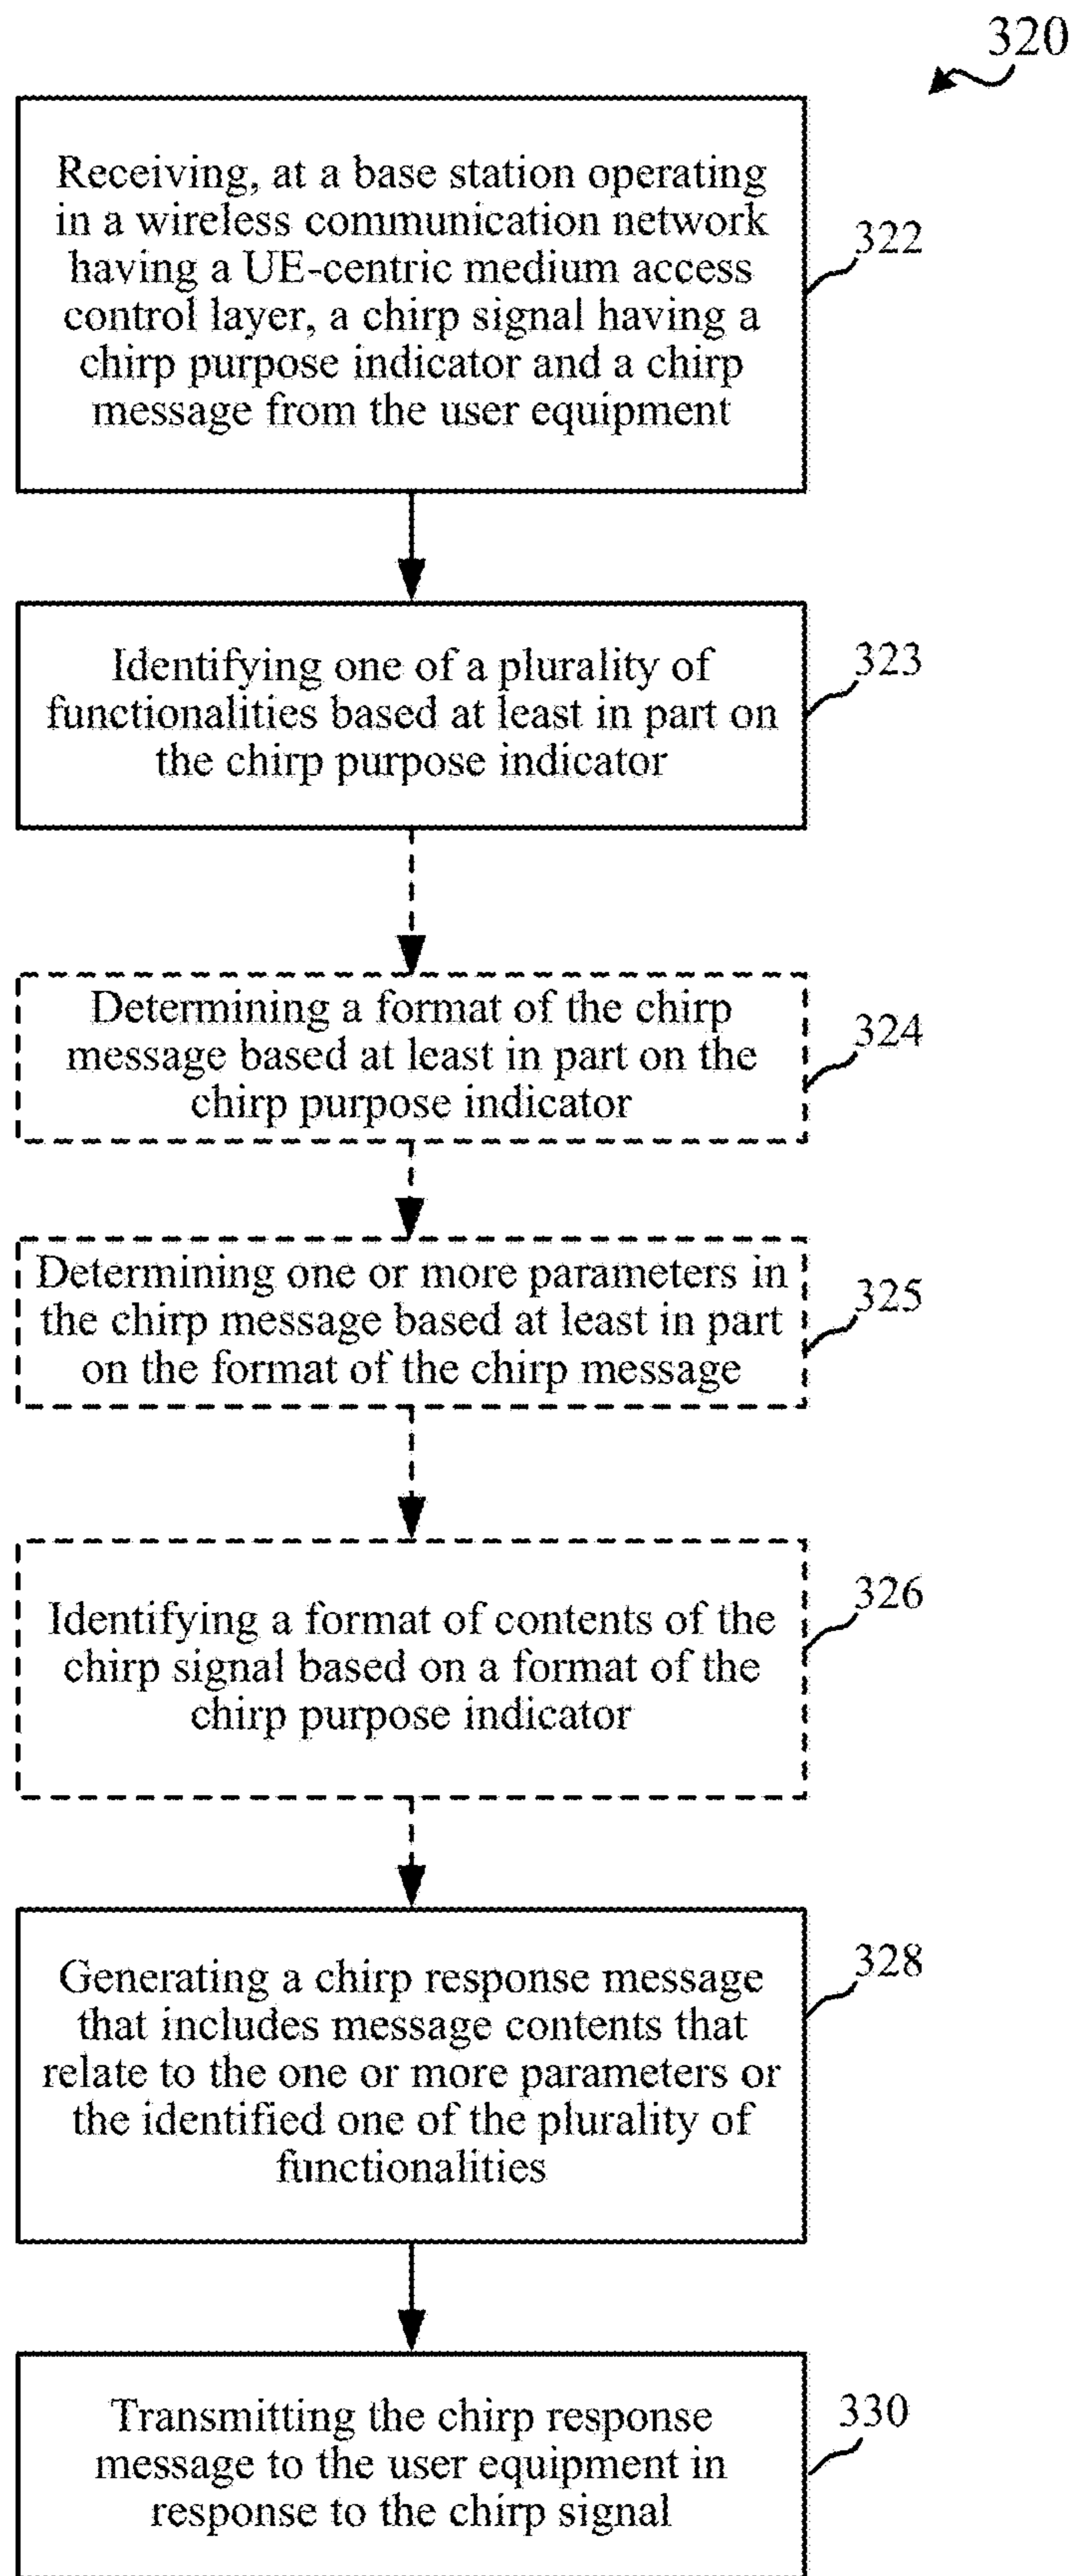 320
Receiving, at a base station operating
in a wireless communication network
having a UE-centric medium access
control layer, a chirp signal having a
chirp purpose indicator and a chirp
message from the user equipment
322
Identifying one of a plurality of
functionalities based at least in part on
the chirp purpose indicator
323
Determining a format of the chirp
message based at least in part on the
chirp purpose indicator
324
Determining one or more parameters in
the chirp message based at least in part
on the format of the chirp message
325
Identifying a format of contents of the
chirp signal based on a format of the
chirp purpose indicator
326
Generating a chirp response message
that includes message contents that
relate to the one or more parameters or
the identified one of the plurality of
functionalities
328
Transmitting the chirp response
message to the user equipment in
response to the chirp signal
330